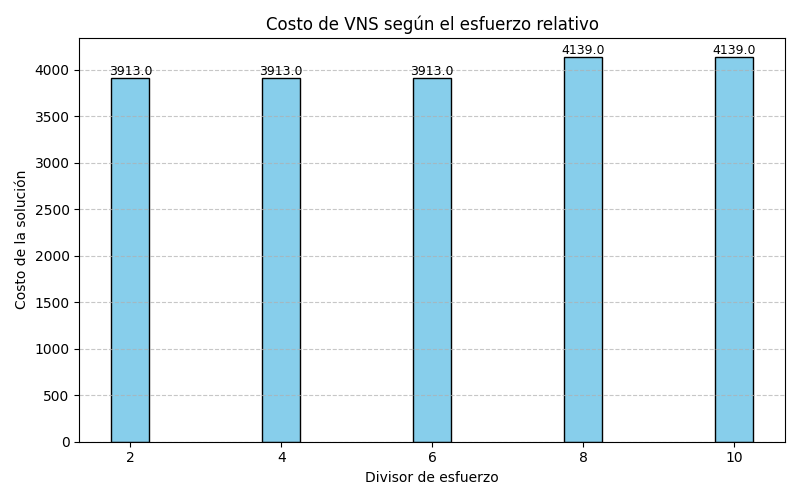 Costo de VNS según el esfuerzo relativo
3913.0 3913.0 3913.0 4139.0 4139.0
4000
3500
3000
2500
2000
1500
1000
500
0
Costo de la solución
2 4 6 8 10
Divisor de esfuerzo